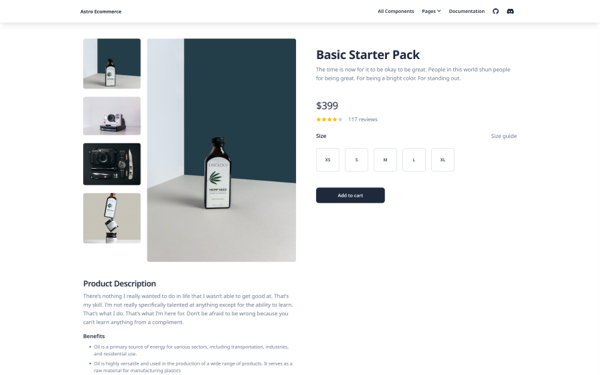 Astro Ecommerce
All Components
Pages
Documentation
Basic Starter Pack
The time is now for it to be okay to be great. People in this world shun people
for being great. For being a bright color. For standing out.
$399
117 reviews
Size
Size guide
XS
S
M
L
XL
Add to cart
HEMP SEED
Product Description
There's nothing I really wanted to do in life that I wasn't able to get good at. That's
my skill. I'm not really specifically talented at anything except for the ability to learn.
That's what I do. That's what I'm here for. Don't be afraid to be wrong because you
can't learn anything from a compliment.
Benefits
Oil is a primary source of energy for various sectors, including transportation, industries,
and residential use.
Oil is highly versatile and used in the production of a wide range of products. It serves as a
raw material for manufacturing plastics